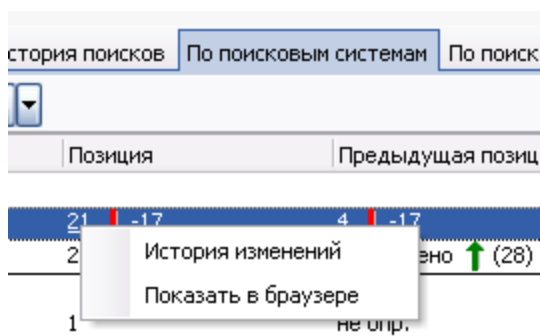 стория поисков По поисковым системам По поиск
Позиция Предыдущая позиц
21 -17 4 -17
2 ено (28)
История изменений
Показать в браузере
1 не опр.